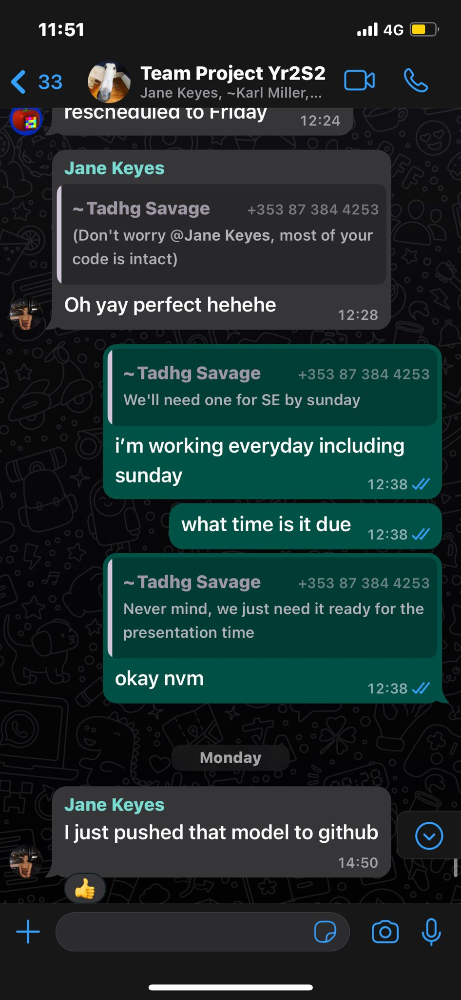 11:51
4G
33
Team Project Yr2S2
Jane Keyes, ~Karl Miller,...
rescheduled to Friday
12:24
Jane Keyes
~Tadhg Savage +353 87 384 4253
(Don't worry @Jane Keyes, most of your
code is intact)
Oh yay perfect hehehe
12:28
~Tadhg Savage +353 87 384 4253
We'll need one for SE by sunday
i’m working everyday including
sunday
12:38
what time is it due
12:38
~Tadhg Savage +353 87 384 4253
Never mind, we just need it ready for the
presentation time
okay nvm
12:38
Monday
Jane Keyes
I just pushed that model to github
14:50